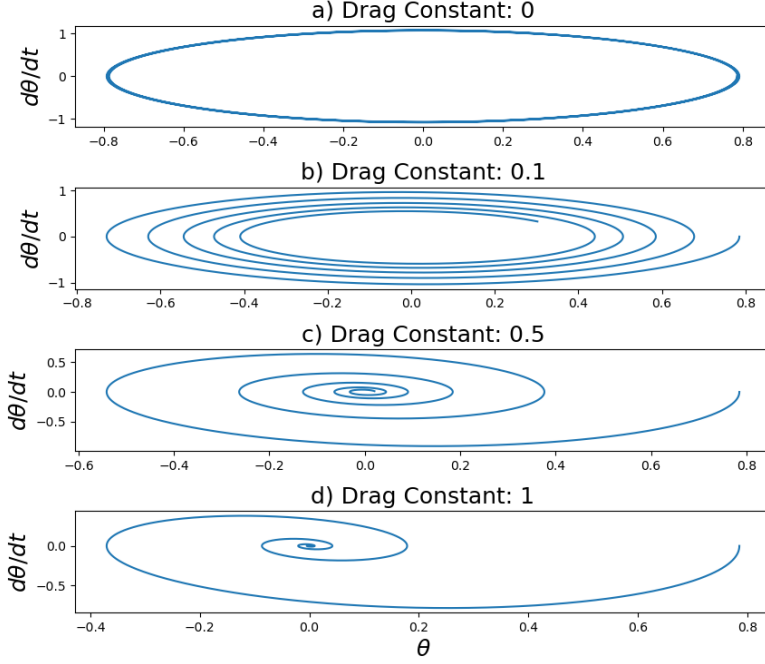 a) Drag Constant: 0
dθ/dt
1
0
−1
−0.8 −0.6 −0.4 −0.2 0.0 0.2 0.4 0.6 0.8
b) Drag Constant: 0.1
dθ/dt
1
0
−1
−0.8 −0.6 −0.4 −0.2 0.0 0.2 0.4 0.6 0.8
c) Drag Constant: 0.5
dθ/dt
0.5
0.0
−0.5
−0.6 −0.4 −0.2 0.0 0.2 0.4 0.6 0.8
d) Drag Constant: 1
dθ/dt
0.0
−0.5
−0.4 −0.2 0.0 0.2 0.4 0.6 0.8
θ